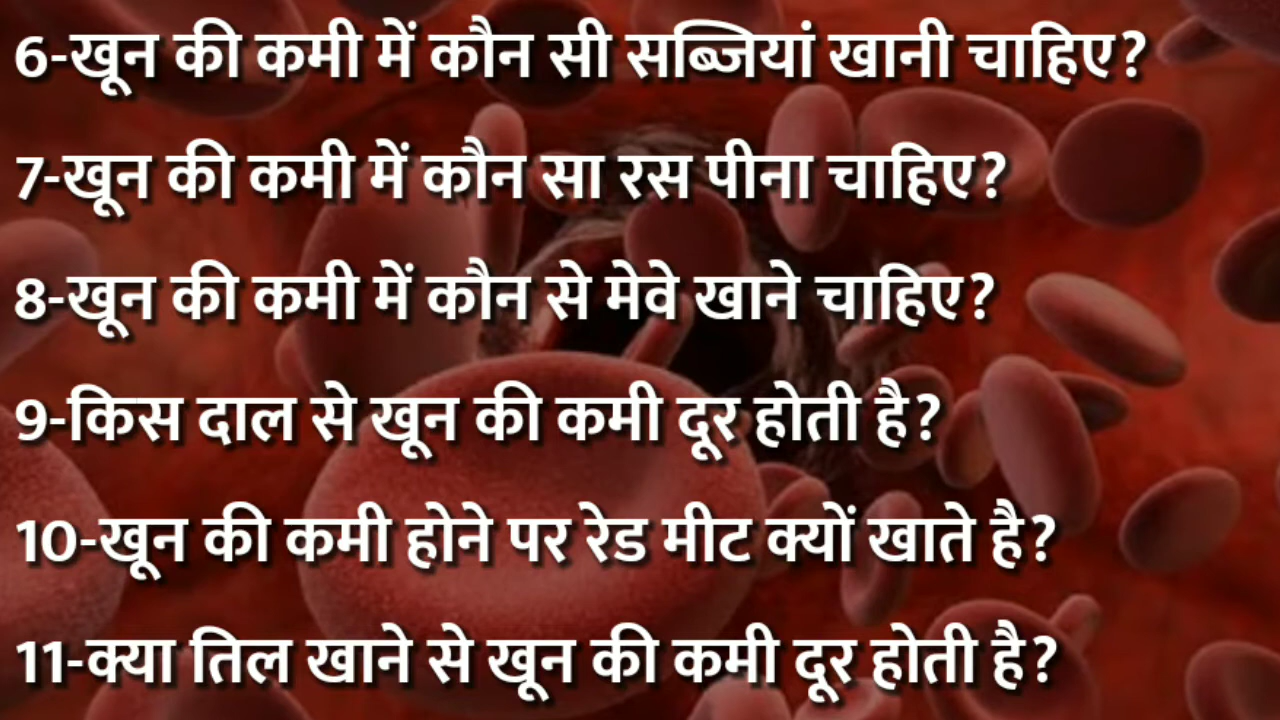 6-खून की कमी में कौन सी सब्जियां खानी चाहिए?
7-खून की कमी में कौन सा रस पीना चाहिए?
8-खून की कमी में कौन से मेवे खाने चाहिए?
9-किस दाल से खून की कमी दूर होती है?
10-खून की कमी होने पर रेड मीट क्यों खाते है?
11-क्या तिल खाने से खून की कमी दूर होती है?